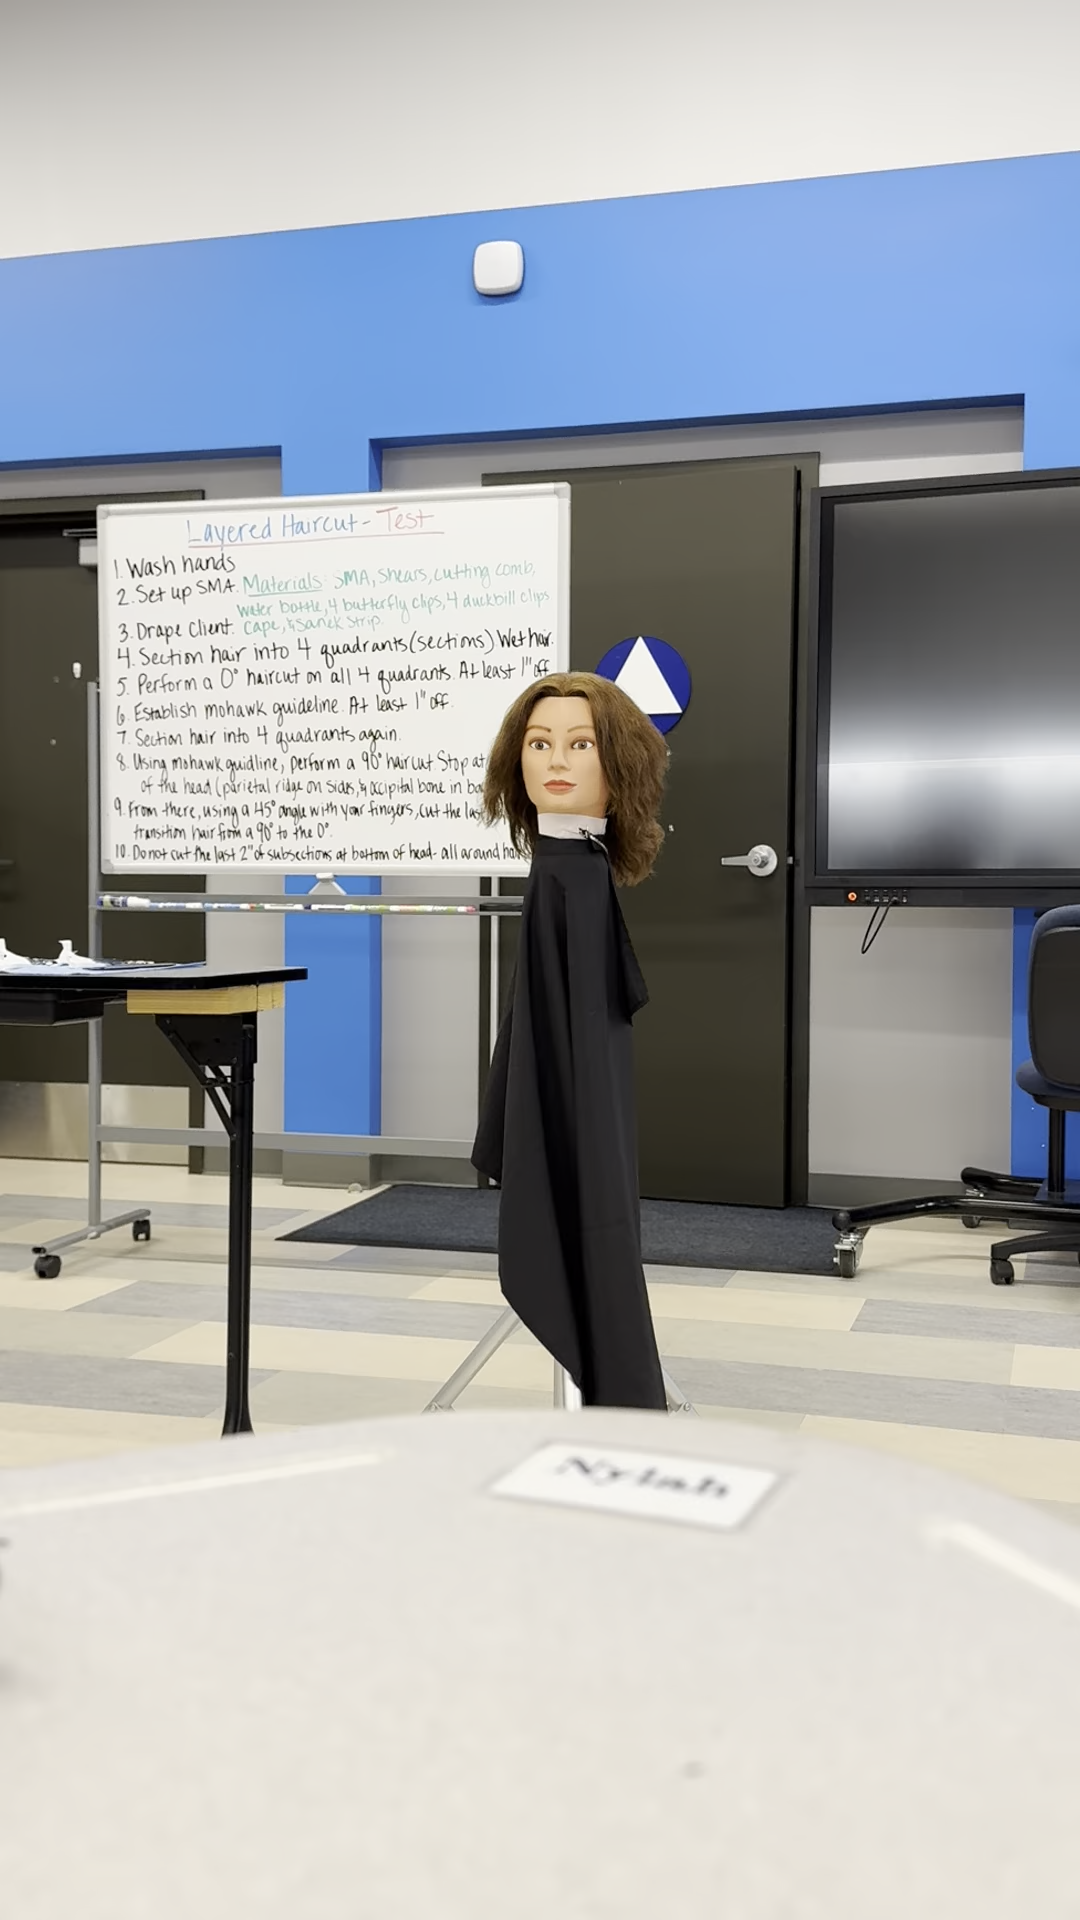 Layered Haircut - Test
1. Wash hands
2. Set up SMA. Materials: SMA, Shears, cutting comb,
water bottle, 4 butterfly clips, 4 duckbill clips
3. Drape Client. cape, & Sanek strip.
4. Section hair into 4 quadrants (sections) Wet hair.
5. Perform a 0° haircut on all 4 quadrants. At least 1" off
6. Establish mohawk guideline. At least 1" off.
7. Section hair into 4 quadrants again.
8. Using mohawk guidline, perform a 90° haircut Stop at
of the head (parietal ridge on sides, & occipital bone in
9. From there, using a 45° angle with your fingers, cut the
transition hair from a 90° to the 0°.
10. Do not cut the last 2" of subsections at bottom of head - all around
Nylah